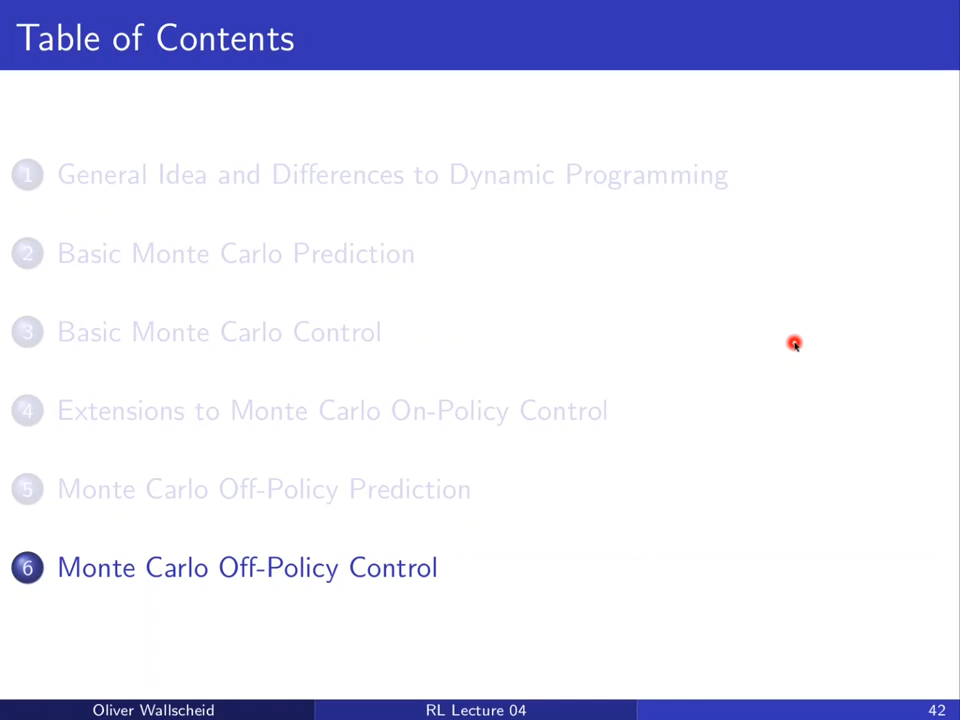 Table of Contents
1 General Idea and Differences to Dynamic Programming
2 Basic Monte Carlo Prediction
3 Basic Monte Carlo Control
4 Extensions to Monte Carlo On-Policy Control
5 Monte Carlo Off-Policy Prediction
6 Monte Carlo Off-Policy Control
Oliver Wallscheid RL Lecture 04 42